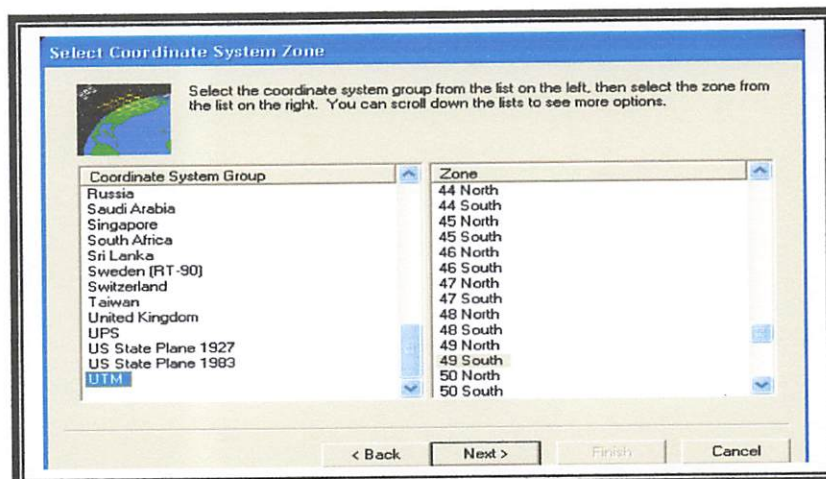 Select Coordinate System Zone
Select the coordinate system group from the list on the left, then select the zone from
the list on the right. You can scroll down the lists to see more options.
Coordinate System Group
Russia
Saudi Arabia
Singapore
South Africa
Sri Lanka
Sweden (RT-90)
Switzerland
Taiwan
United Kingdom
UPS
US State Plane 1927
US State Plane 1983
UTM
Zone
44 North
44 South
45 North
45 South
46 North
46 South
47 North
47 South
48 North
48 South
49 North
49 South
50 North
50 South
< Back
Next >
Finish
Cancel